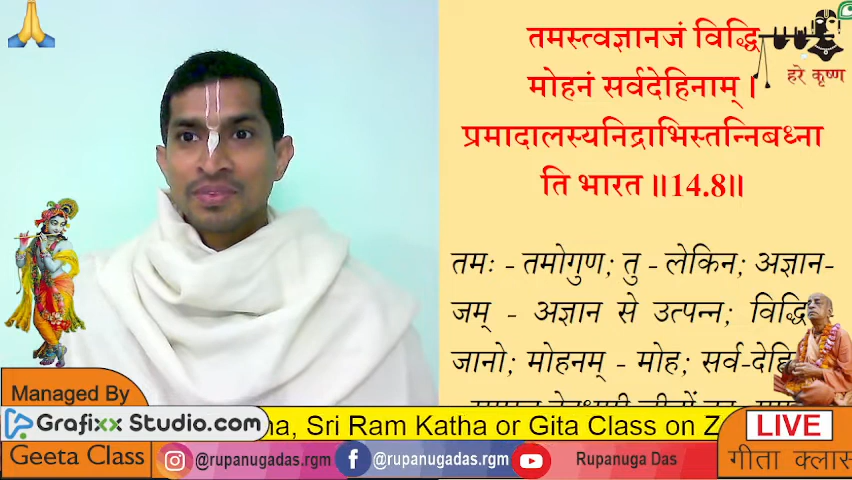 तमस्त्वज्ञानजं विद्धि
मोहनं सर्वदेहिनाम् ।
प्रमादालस्यनिद्राभिस्तन्निबध्ना
ति भारत ॥14.8॥
हरे कृष्ण
तमः - तमोगुण; तु - लेकिन; अज्ञान-
जम् - अज्ञान से उत्पन्न; विद्धि
जानो; मोहनम् - मोह; सर्व-
Managed By
Grafixx Studio.com
Sri Ram Katha or Gita Class on
LIVE
Geeta Class
@rupanugadas.rgm
@rupanugadas.rgm
Rupanuga Das
गीता क्लास